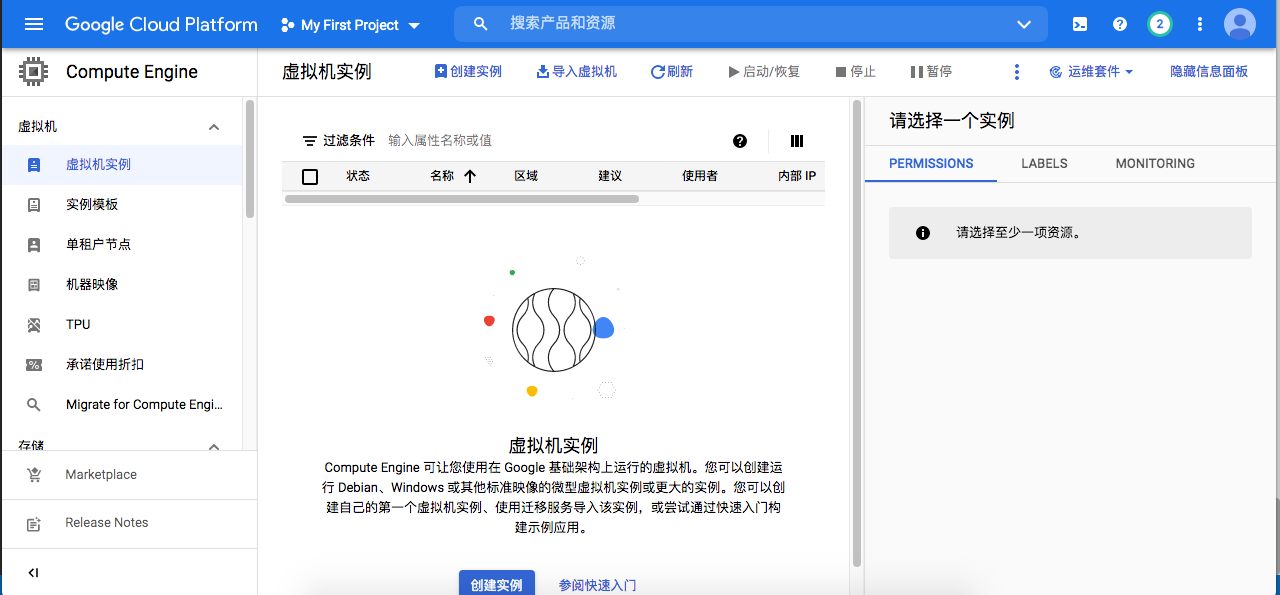 Google Cloud Platform
My First Project
搜索产品和资源
2
Compute Engine
虚拟机实例
创建实例
导入虚拟机
刷新
启动/恢复
停止
暂停
运维套件
隐藏信息面板
虚拟机
虚拟机实例
实例模板
单租户节点
机器映像
TPU
承诺使用折扣
Migrate for Compute Engi...
存储
Marketplace
Release Notes
过滤条件
输入属性名称或值
状态
名称
区域
建议
使用者
内部 IP
虚拟机实例
Compute Engine 可让您使用在 Google 基础架构上运行的虚拟机。您可以创建运
行 Debian、Windows 或其他标准映像的微型虚拟机实例或更大的实例。您可以创
建自己的第一个虚拟机实例、使用迁移服务导入该实例，或尝试通过快速入门构
建示例应用。
创建实例
参阅快速入门
请选择一个实例
PERMISSIONS
LABELS
MONITORING
请选择至少一项资源。